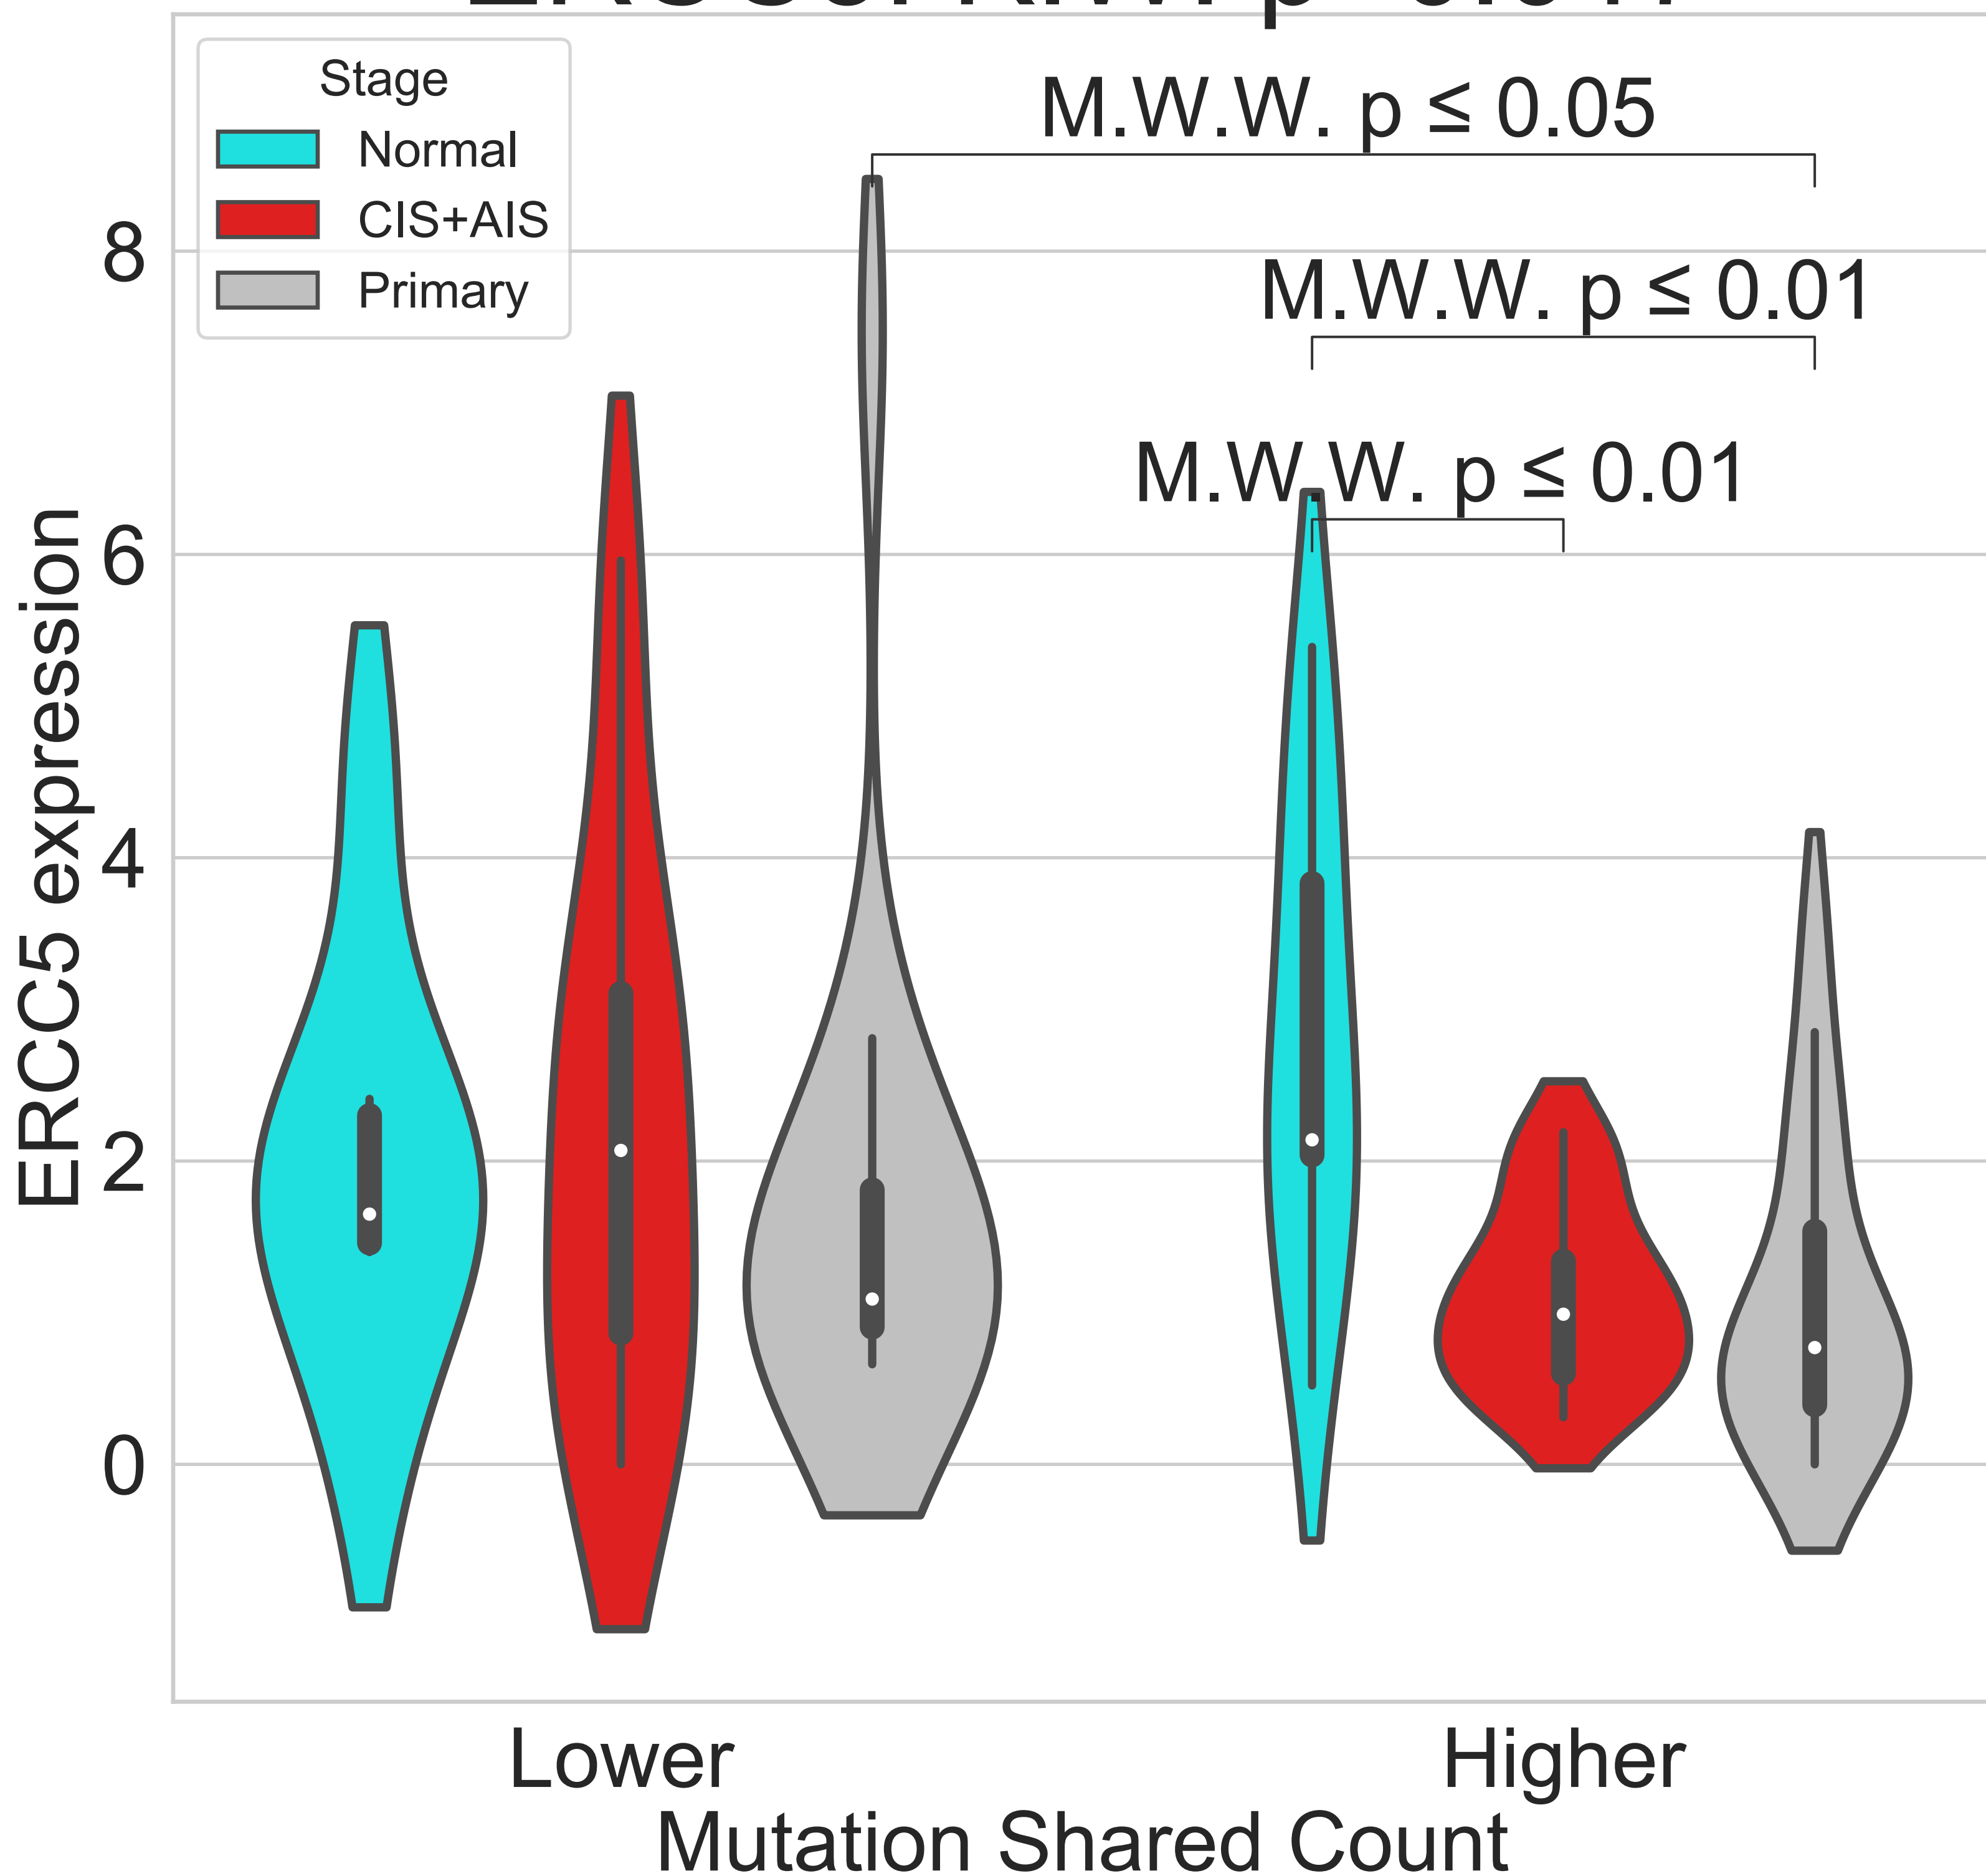 Stage
Normal
CIS+AIS
Primary
M.W.W. p ≤ 0.05
M.W.W. p ≤ 0.01
M.W.W. p ≤ 0.01
8
6
4
2
0
ERCC5 expression
Lower
Higher
Mutation Shared Count